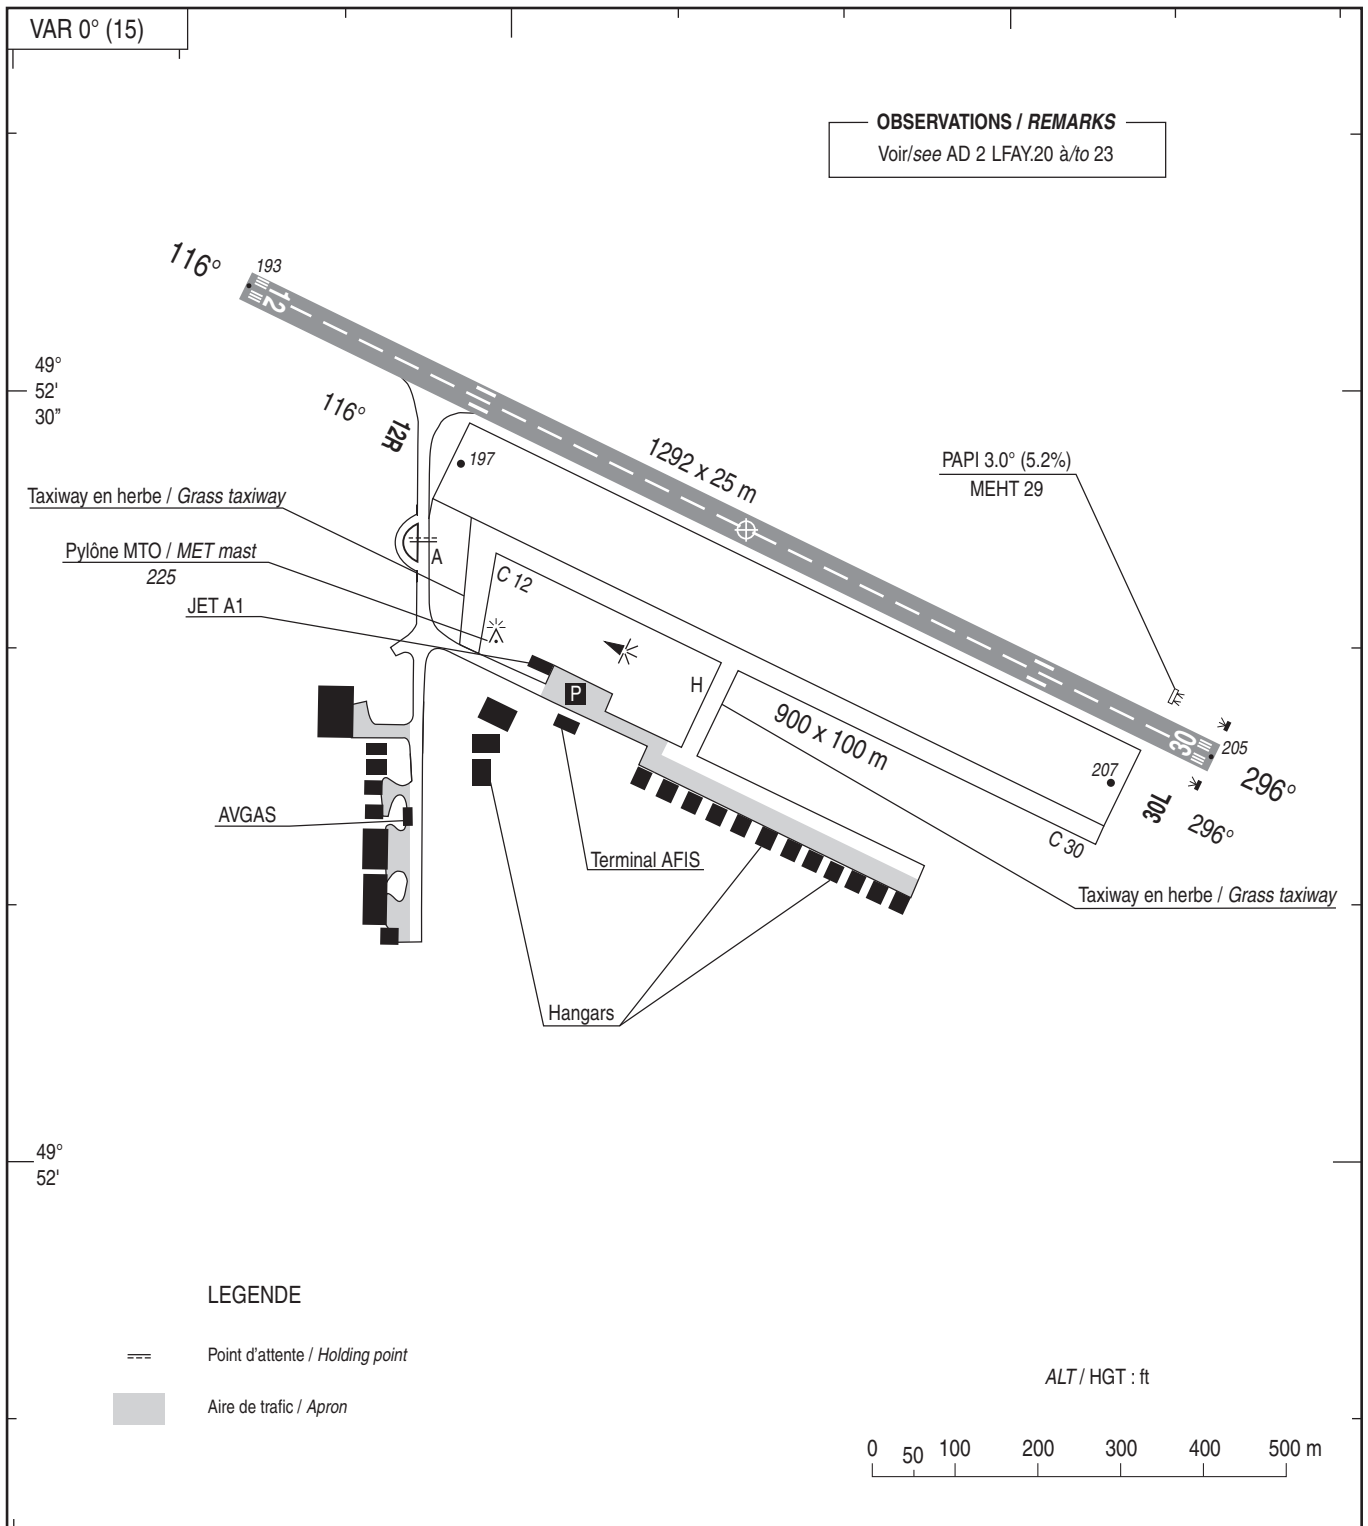 VAR 0° (15)
OBSERVATIONS / REMARKS
Voir/see AD 2 LFAY.20 à/to 23
116°
193
12
49°
52'
30”
116°
12R
197
1292 x 25 m
PAPI 3.0° (5.2%)
MEHT 29
Taxiway en herbe / Grass taxiway
Pylône MTO / MET mast
225
A
C 12
JET A1
H
P
900 x 100 m
30
205
207
296°
30L
296°
AVGAS
C 30
Terminal AFIS
Taxiway en herbe / Grass taxiway
Hangars
49°
52'
LEGENDE
Point d'attente / Holding point
Aire de trafic / Apron
ALT / HGT : ft
0 50 100 200 300 400 500 m